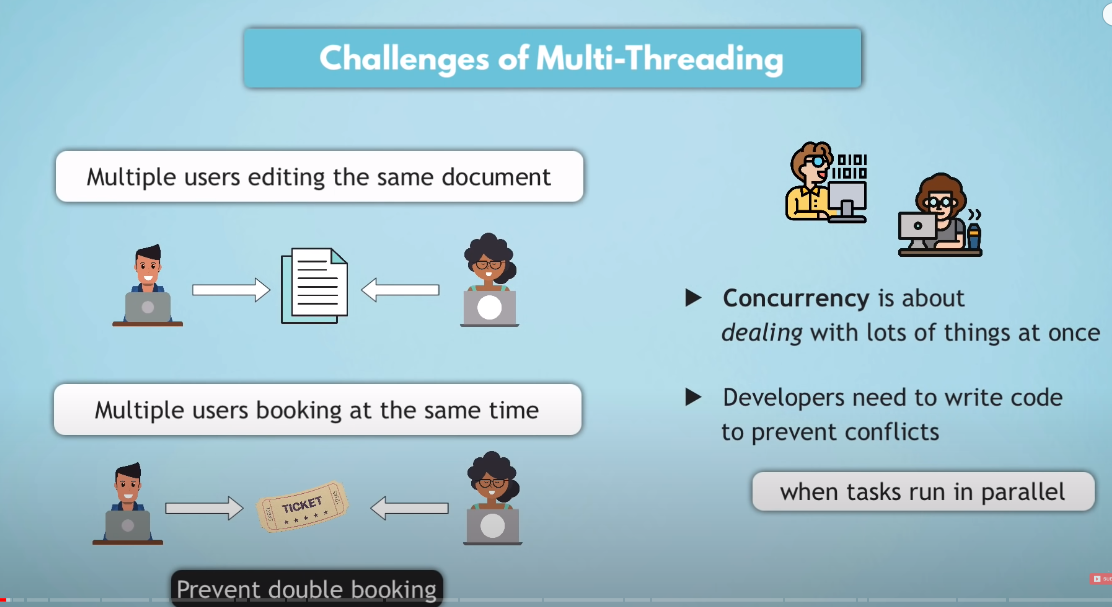 Challenges of Multi-Threading
Multiple users editing the same document
Multiple users booking at the same time
TICKET
Prevent double booking
0101
11010
Concurrency is about
dealing with lots of things at once
Developers need to write code
to prevent conflicts
when tasks run in parallel